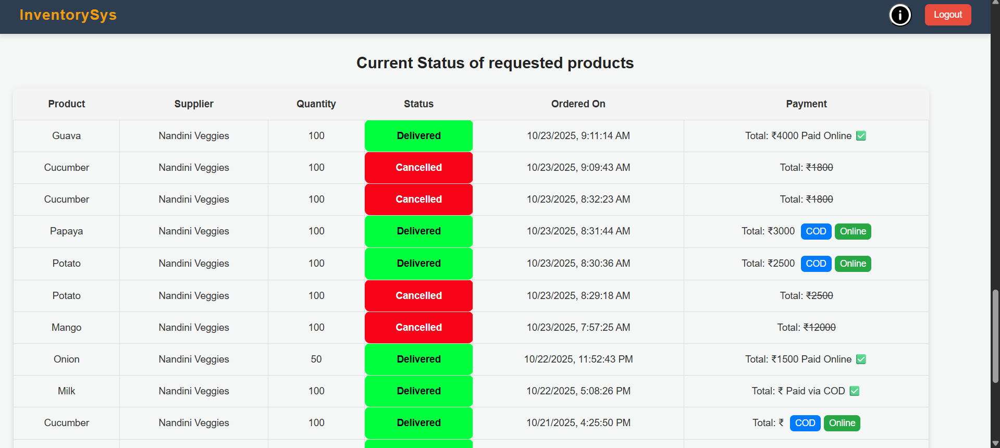 InventorySys
Logout
Current Status of requested products
Product Supplier Quantity Status Ordered On Payment
Guava Nandini Veggies 100 Delivered 10/23/2025, 9:11:14 AM Total: ₹4000 Paid Online ✅
Cucumber Nandini Veggies 100 Cancelled 10/23/2025, 9:09:43 AM Total: ₹1800
Cucumber Nandini Veggies 100 Cancelled 10/23/2025, 8:32:23 AM Total: ₹1800
Papaya Nandini Veggies 100 Delivered 10/23/2025, 8:31:44 AM Total: ₹3000 COD Online
Potato Nandini Veggies 100 Delivered 10/23/2025, 8:30:36 AM Total: ₹2500 COD Online
Potato Nandini Veggies 100 Cancelled 10/23/2025, 8:29:18 AM Total: ₹2500
Mango Nandini Veggies 100 Cancelled 10/23/2025, 7:57:25 AM Total: ₹12000
Onion Nandini Veggies 50 Delivered 10/22/2025, 11:52:43 PM Total: ₹1500 Paid Online ✅
Milk Nandini Veggies 100 Delivered 10/22/2025, 5:08:26 PM Total: ₹ Paid via COD ✅
Cucumber Nandini Veggies 100 Delivered 10/21/2025, 4:25:50 PM Total: ₹ COD Online